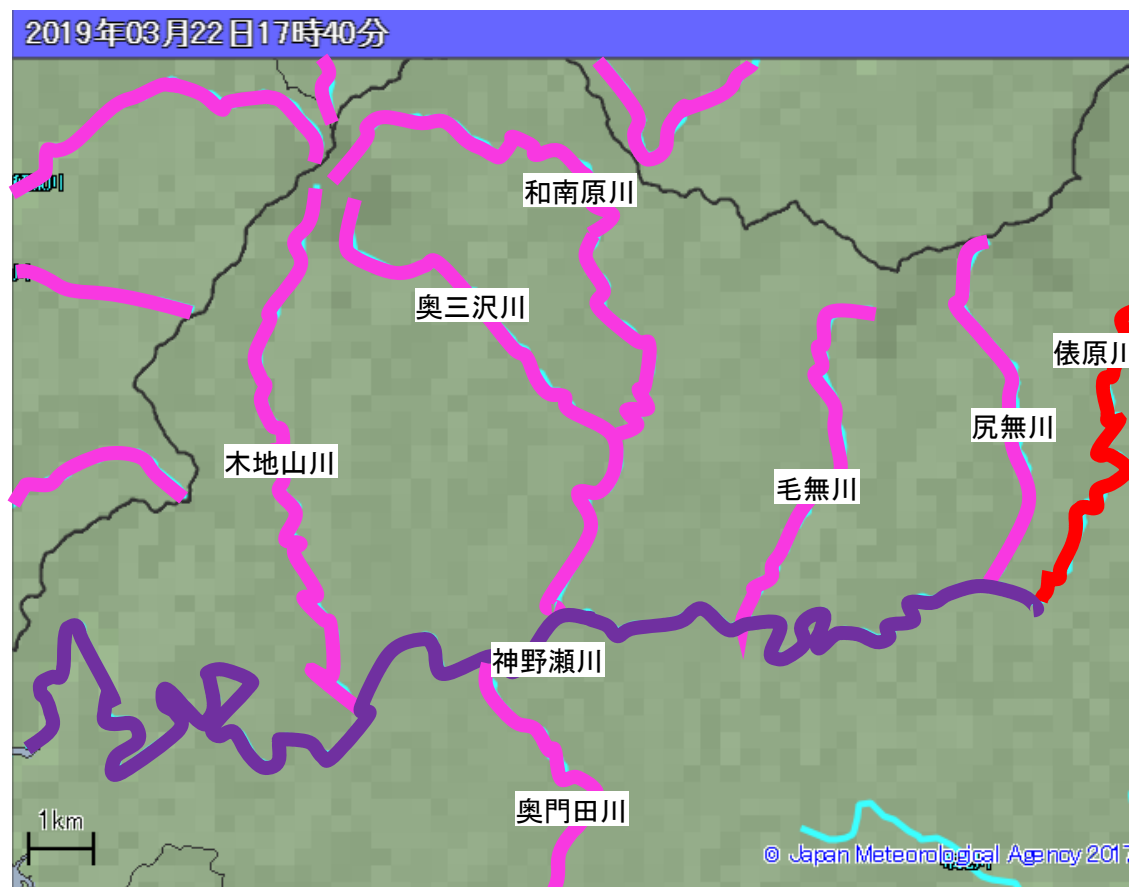 2019年03月22日17時40分
和南原川
奥三沢川
俵原川
尻無川
木地山川
毛無川
神野瀬川
奥門田川
1km
© Japan Meteorological Agency 2017